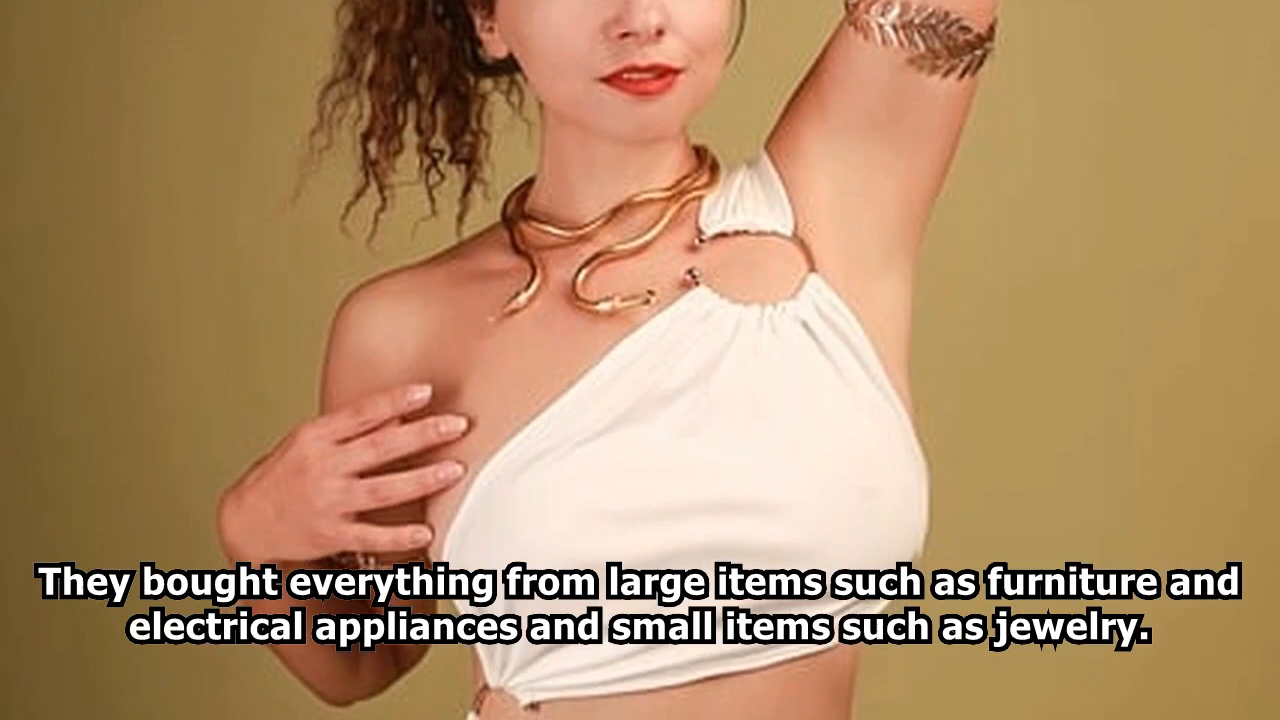 They bought everything from large items such as furniture and
electrical appliances and small items such as jewelry.